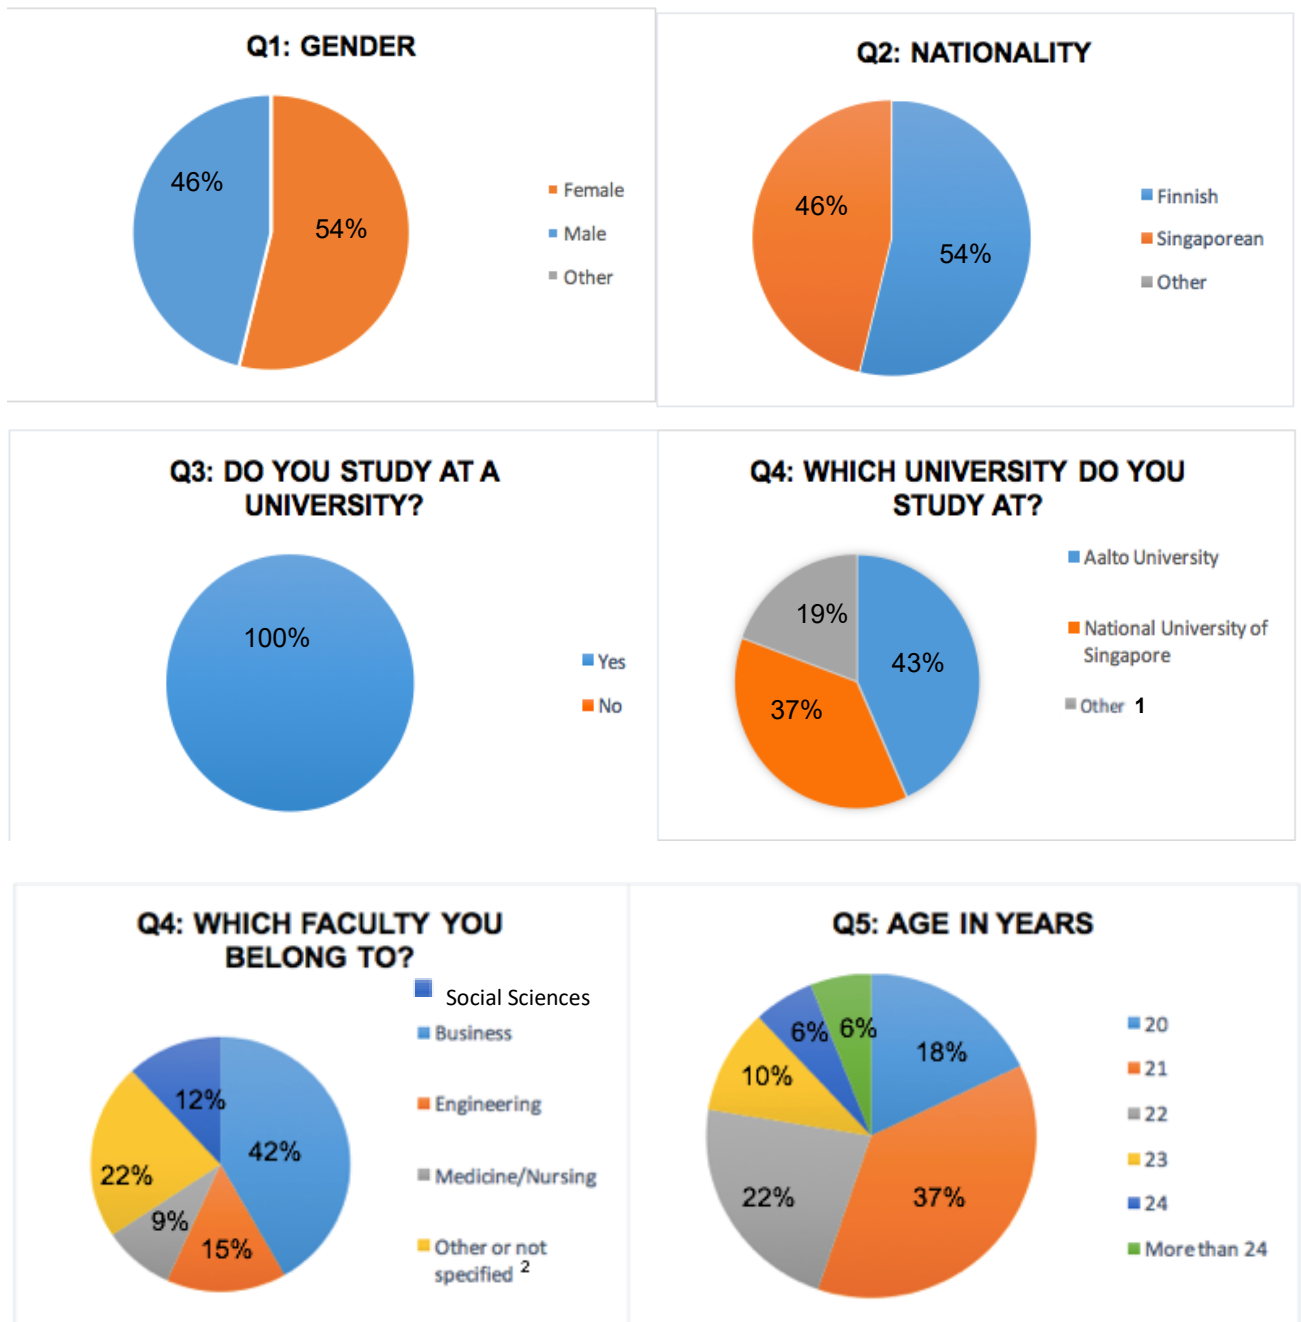 Q1: GENDER
46%
54%
Female
Male
Other
Q2: NATIONALITY
46%
54%
Finnish
Singaporean
Other
Q3: DO YOU STUDY AT A
UNIVERSITY?
100%
Yes
No
Q4: WHICH UNIVERSITY DO YOU
STUDY AT?
19%
43%
37%
Aalto University
National University of
Singapore
Other 1
Q4: WHICH FACULTY YOU
BELONG TO?
12%
42%
22%
9%
15%
Social Sciences
Business
Engineering
Medicine/Nursing
Other or not
specified 2
Q5: AGE IN YEARS
6%
6%
18%
10%
22%
37%
20
21
22
23
24
More than 24